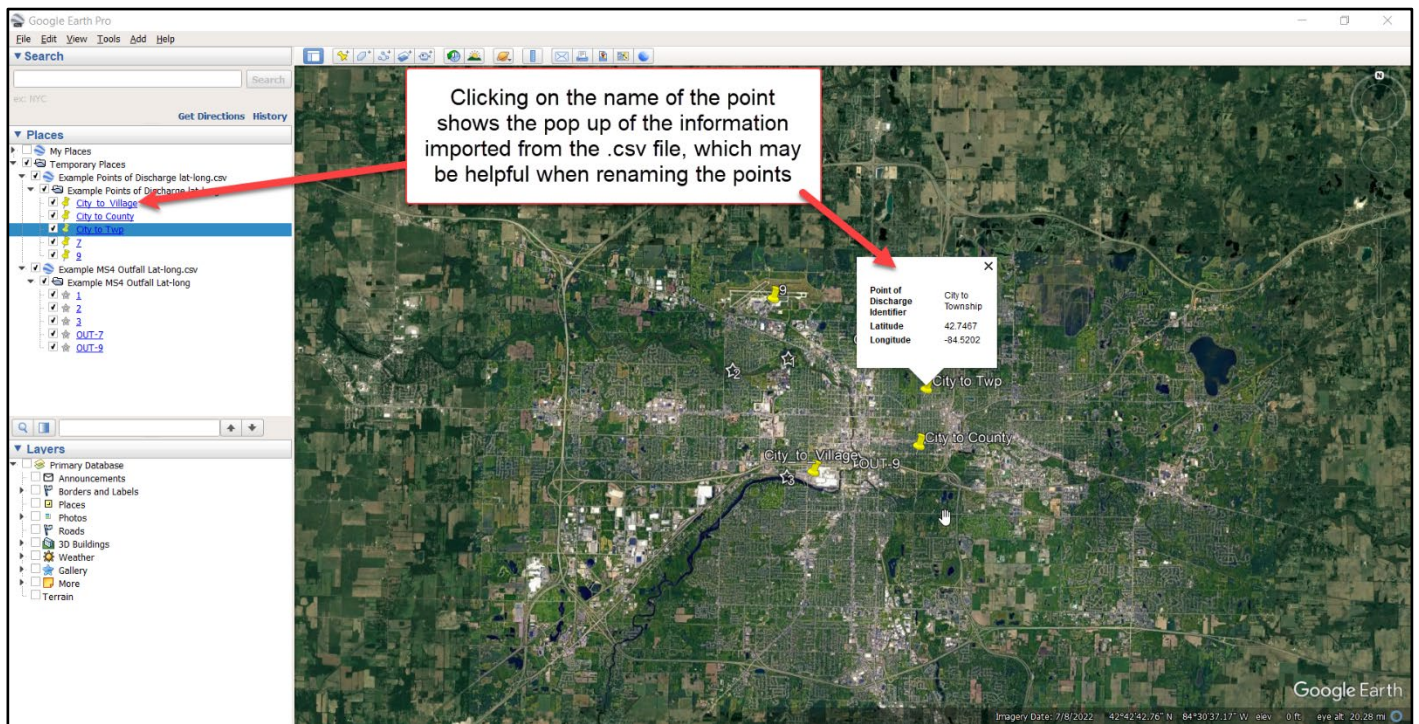 Google Earth Pro
File Edit View Tools Add Help
Search
Search
ex: NYC
Get Directions History
Places
My Places
Temporary Places
Example Points of Discharge lat-long.csv
Example Points of Discharge lat-long
City_to_Village
City to County
City to Twp
7
9
Example MS4 Outfall Lat-long.csv
Example MS4 Outfall Lat-long
1
2
3
OUT-7
OUT-9
Layers
Primary Database
Announcements
Borders and Labels
Places
Photos
Roads
3D Buildings
Weather
Gallery
More
Terrain
Clicking on the name of the point
shows the pop up of the information
imported from the .csv file, which may
be helpful when renaming the points
N
Point of
Discharge
Identifier
City to
Township
Latitude 42.7467
Longitude -84.5202
9
1
2
City to Twp
City to County
City_to_Village
OUT-9
3
Google Earth
Imagery Date: 7/8/2022 42°42'42.76" N 84°30'37.17" W elev 0 ft eye alt 20.28 mi